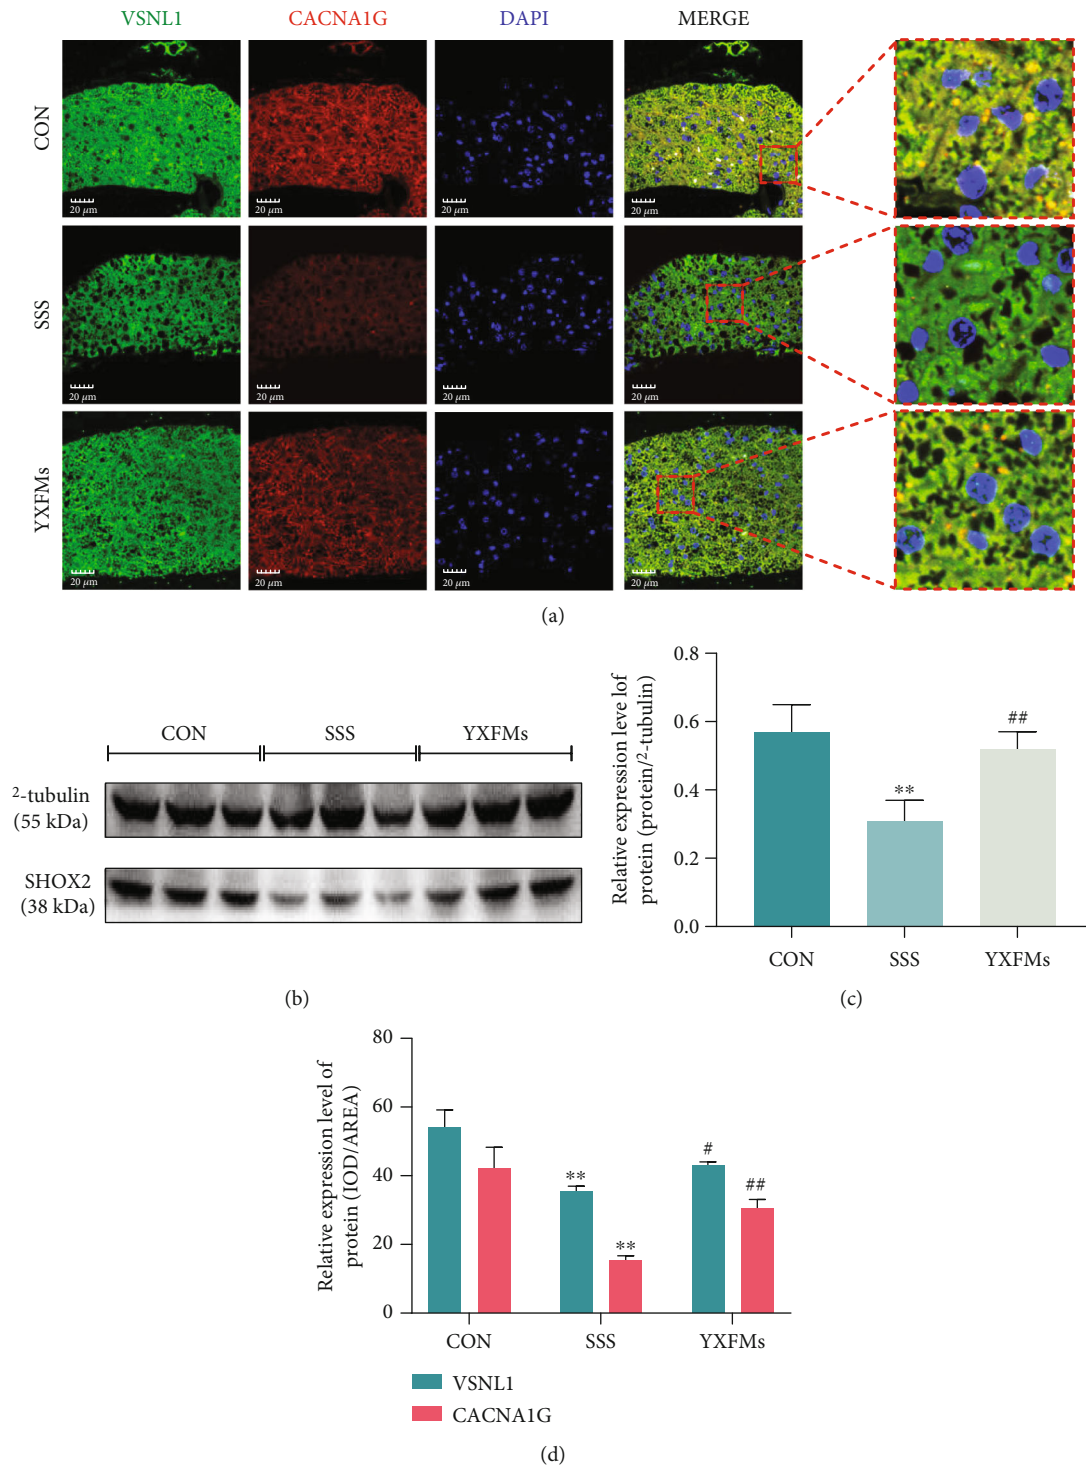 VSNL1 CACNA1G DAPI MERGE
CON
20 µm 20 µm 20 µm 20 µm
SSS
20 µm 20 µm 20 µm 20 µm
YXFMs
20 µm 20 µm 20 µm 20 µm
(a)
CON SSS YXFMs
²-tubulin
(55 kDa)
SHOX2
(38 kDa)
(b)
Relative expression leve lof
protein (protein/²-tubulin)
0.8
0.6
0.4
0.2
0.0
**
##
CON SSS YXFMs
(c)
Relative expression level of
protein (IOD/AREA)
80
60
40
20
0
**
**
#
##
CON SSS YXFMs
VSNL1
CACNA1G
(d)